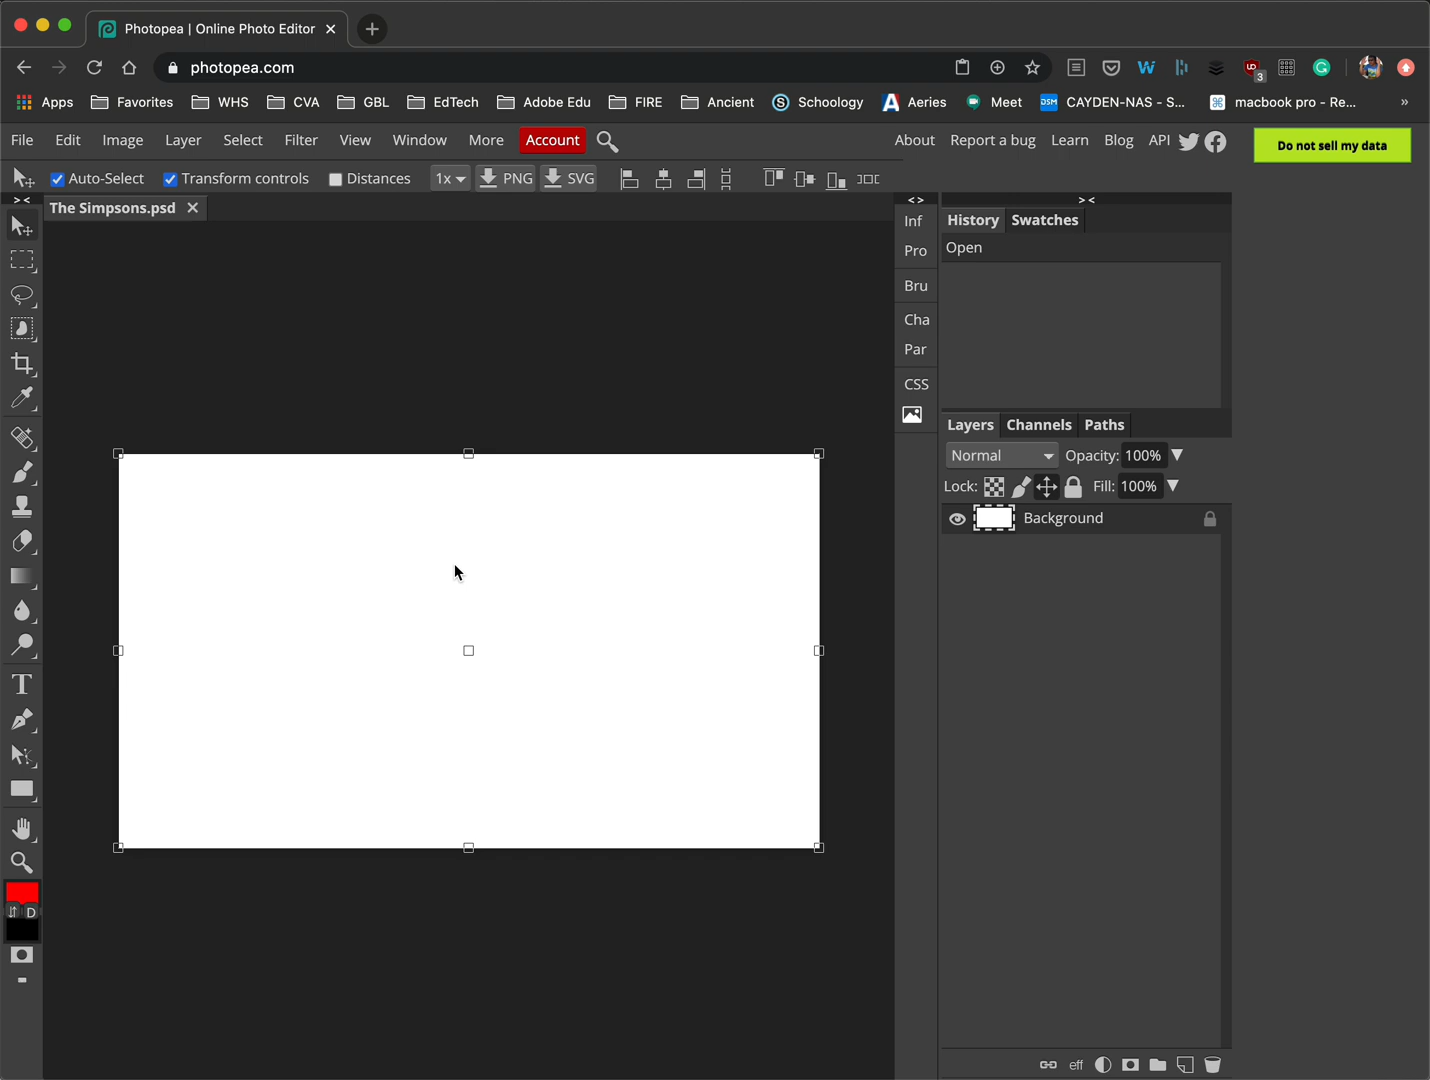 Photopea | Online Photo Editor
photopea.com
3
Apps Favorites WHS CVA GBL EdTech Adobe Edu FIRE Ancient Schoology Aeries Meet CAYDEN-NAS - S... macbook pro - Re... »
File Edit Image Layer Select Filter View Window More Account About Report a bug Learn Blog API Do not sell my data
Auto-Select Transform controls Distances 1x PNG SVG
> < < > > <
The Simpsons.psd
Inf
History Swatches
Pro
Open
Bru
Cha
Par
CSS
Layers Channels Paths
Normal Opacity: 100%
Lock: Fill: 100%
Background
T
D
eff